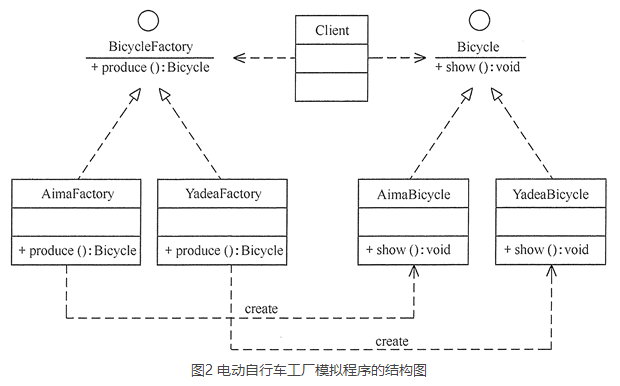 Client
BicycleFactory
+ produce ():Bicycle
Bicycle
+ show ():void
AimaFactory
+ produce ():Bicycle
YadeaFactory
+ produce ():Bicycle
AimaBicycle
+ show ():void
YadeaBicycle
+ show ():void
create
create
图2 电动自行车工厂模拟程序的结构图